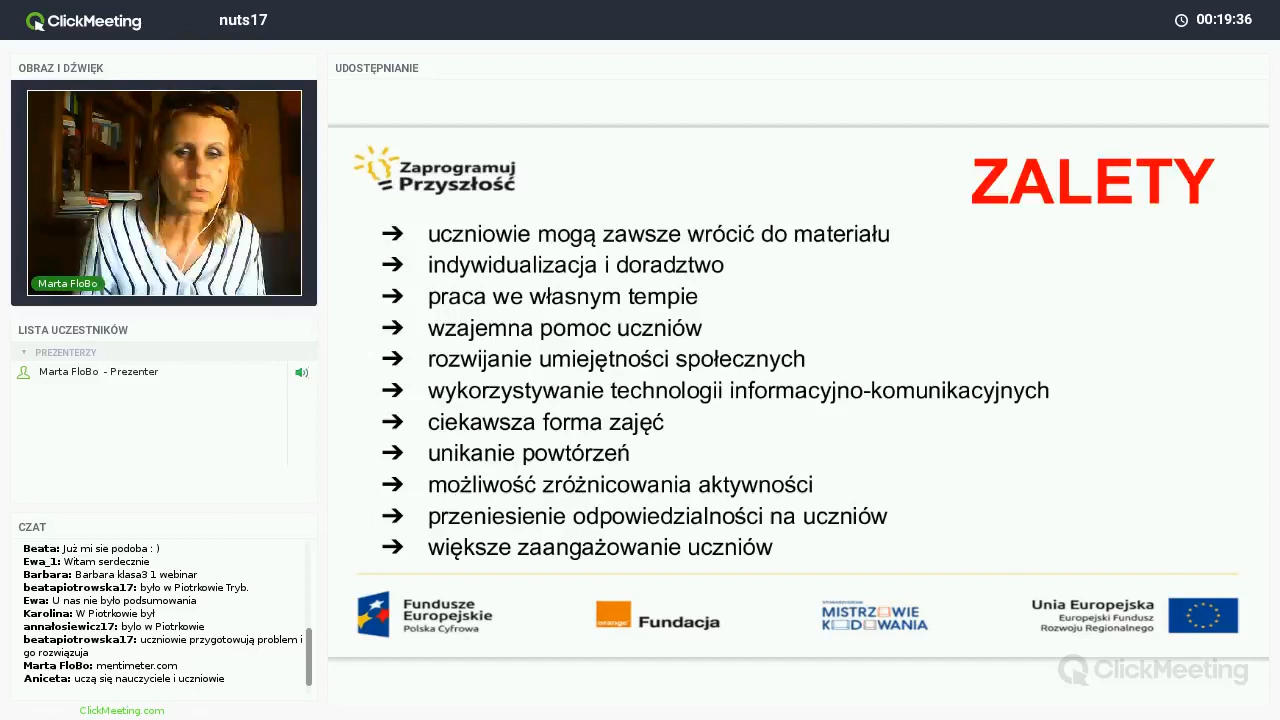 ClickMeeting
nuts17
00:19:36
OBRAZ I DŹWIĘK
Marta FloBo
LISTA UCZESTNIKÓW
PREZENTERZY
Marta FloBo - Prezenter
CZAT
Beata: Już mi sie podoba : )
Ewa_1: Witam serdecznie
Barbara: Barbara klasa3 1 webinar
beatapiotrowska17: było w Piotrkowie Tryb.
Ewa: U nas nie było podsumowania
Karolina: W Piotrkowie był
annałosiewicz17: bylo w Piotrkowie
beatapiotrowska17: uczniowie przygotowują problem i
go rozwiązuja
Marta FloBo: mentimeter.com
Aniceta: uczą się nauczyciele i uczniowie
ClickMeeting.com
UDOSTĘPNIANIE
Zaprogramuj
Przyszłość
ZALETY
➔ uczniowie mogą zawsze wrócić do materiału
➔ indywidualizacja i doradztwo
➔ praca we własnym tempie
➔ wzajemna pomoc uczniów
➔ rozwijanie umiejętności społecznych
➔ wykorzystywanie technologii informacyjno-komunikacyjnych
➔ ciekawsza forma zajęć
➔ unikanie powtórzeń
➔ możliwość zróżnicowania aktywności
➔ przeniesienie odpowiedzialności na uczniów
➔ większe zaangażowanie uczniów
Fundusze
Europejskie
Polska Cyfrowa
orange
Fundacja
MISTRZOWIE
KODOWANIA
Unia Europejska
Europejski Fundusz
Rozwoju Regionalnego
ClickMeeting